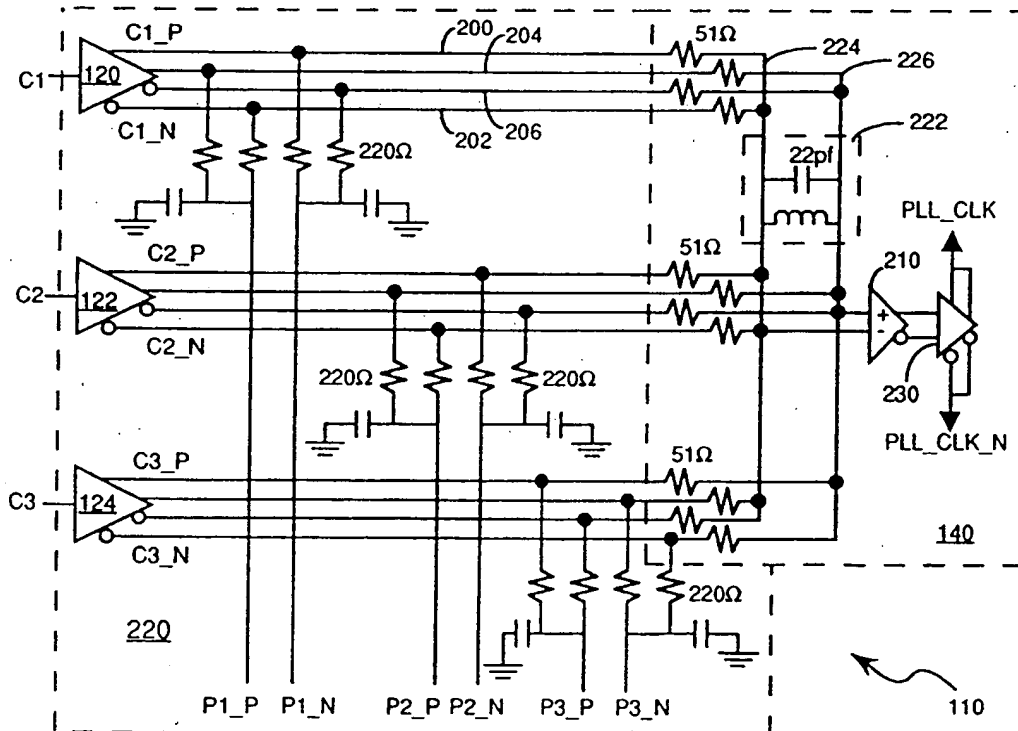 C1_P
200
204
51Ω
224
226
C1
120
C1_N
202
206
222
220Ω
22pf
PLL_CLK
C2_P
51Ω
210
C2
122
+
-
C2_N
230
220Ω
220Ω
PLL_CLK_N
C3_P
51Ω
C3
124
C3_N
140
220Ω
220
P1_P
P1_N
P2_P
P2_N
P3_P
P3_N
110